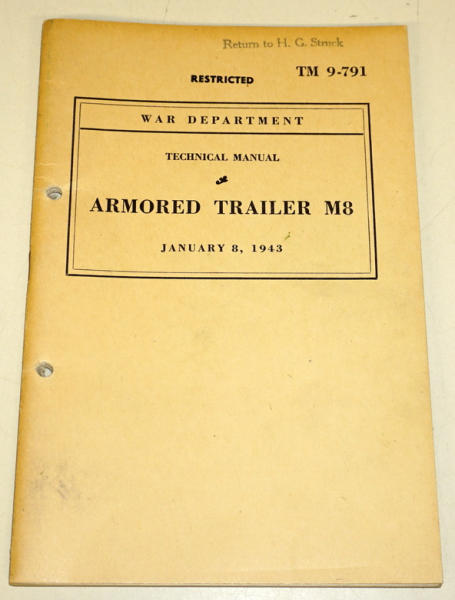 Return to H. G. Struck
RESTRICTED
TM 9-791
WAR DEPARTMENT
TECHNICAL MANUAL
ARMORED TRAILER M8
JANUARY 8, 1943